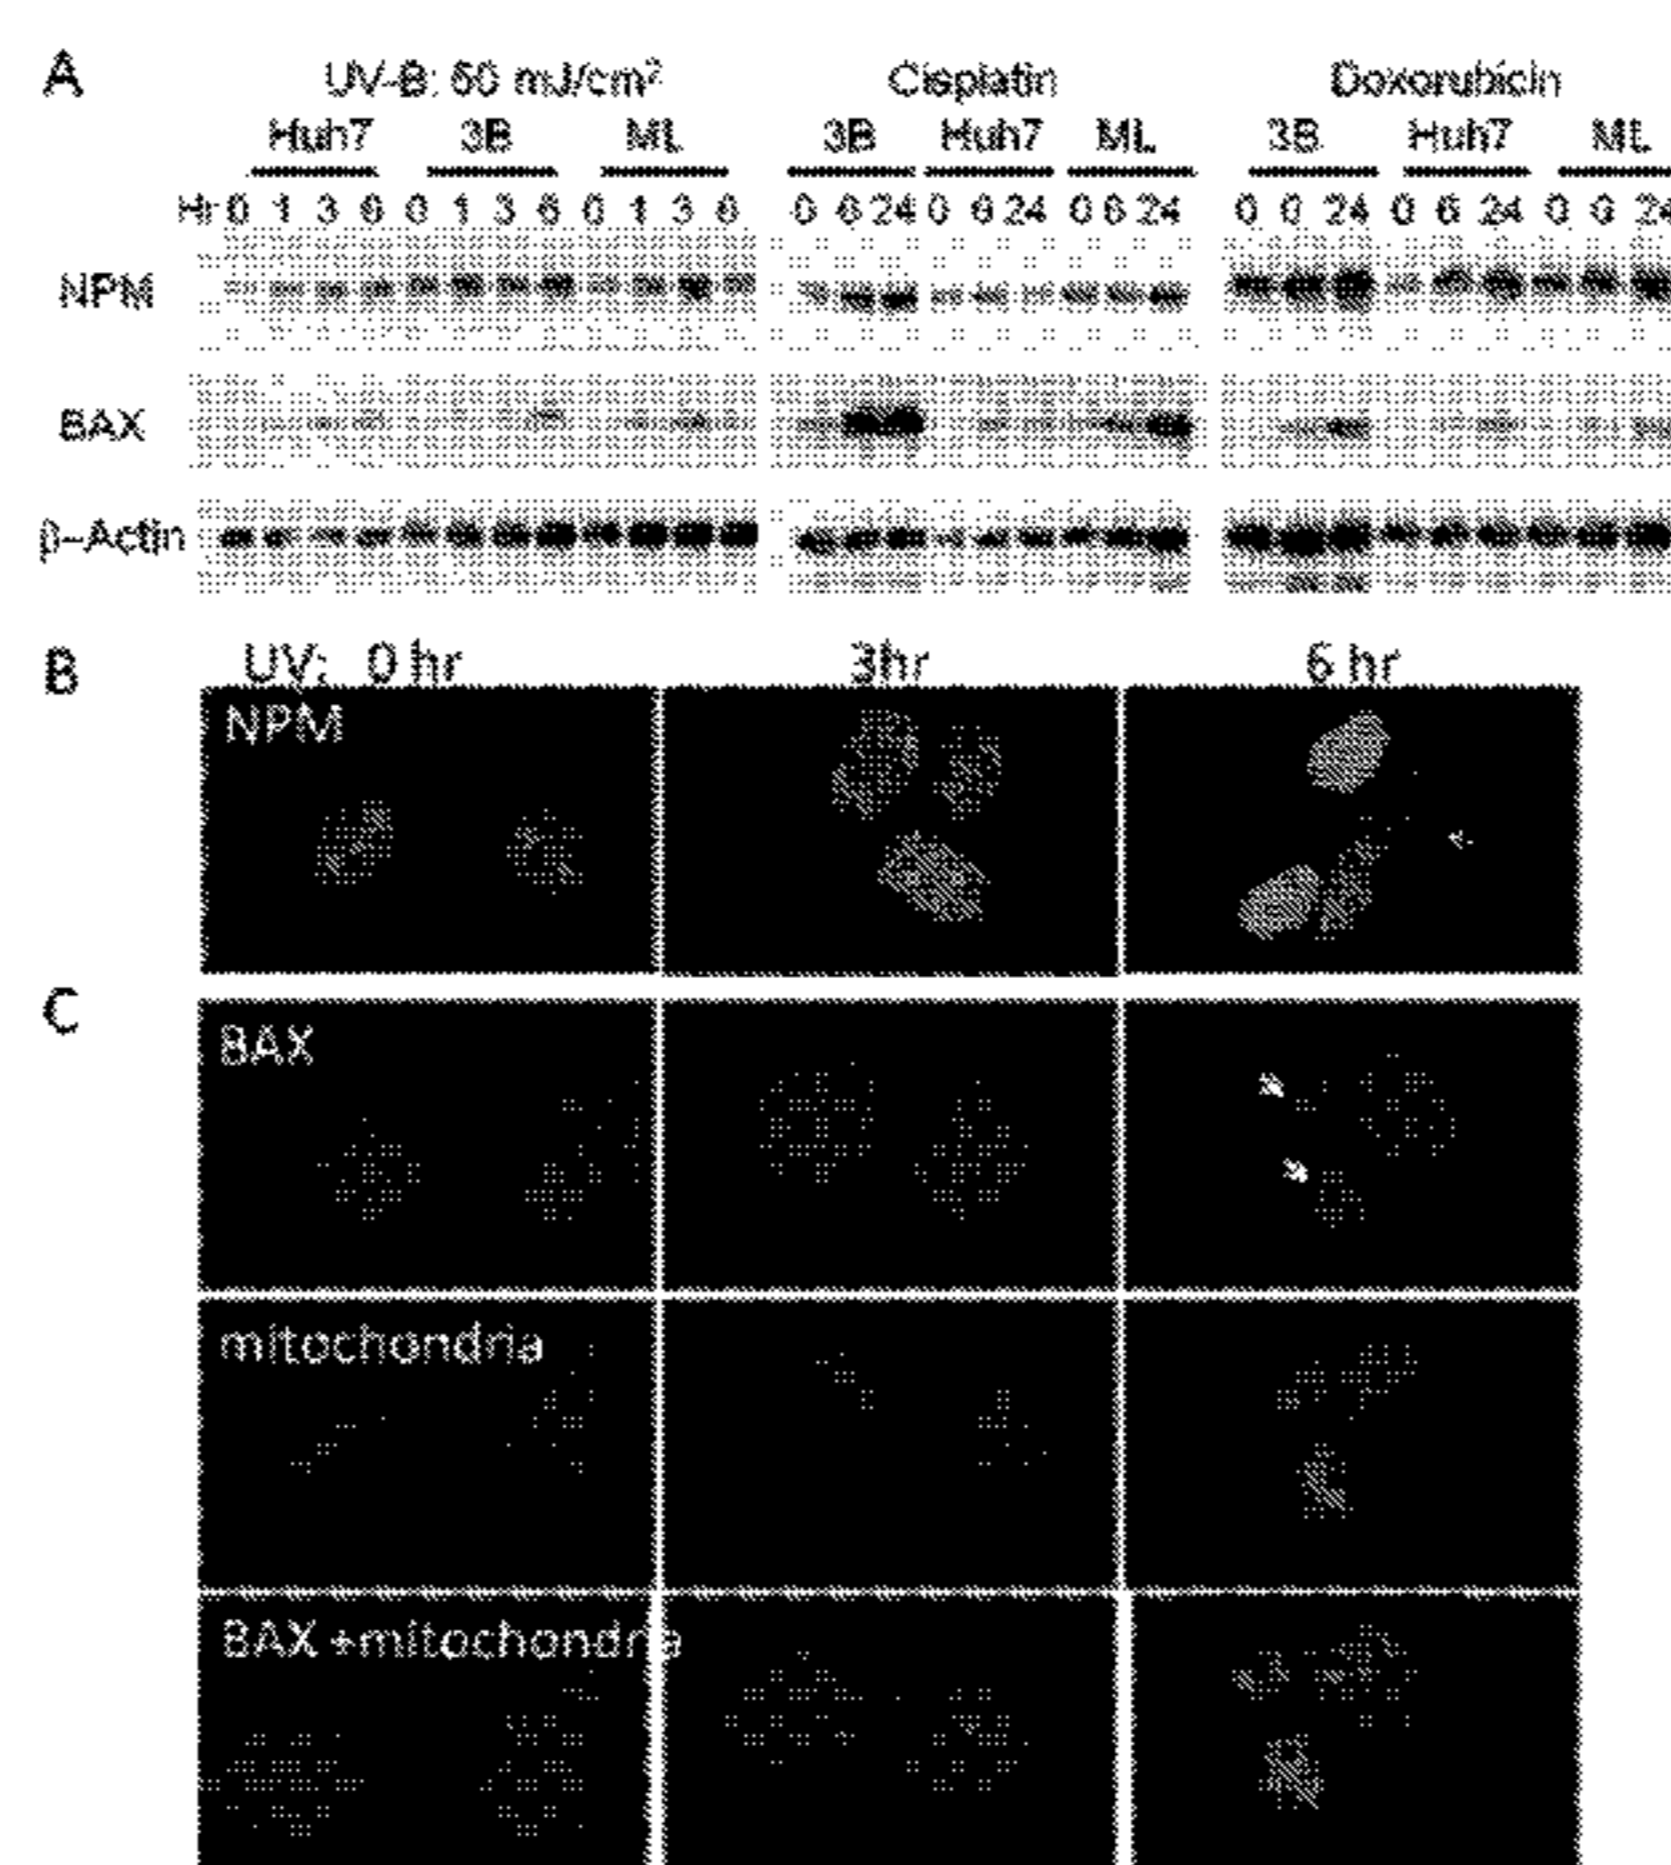 A
UV-B: 50 mJ/cm² Cisplatin Doxorubicin
Huh7 3B ML 3B Huh7 ML 3B Huh7 ML
Hr 0 1 3 6 0 1 3 6 0 1 3 6 0 6 24 0 6 24 0 6 24 0 0 24 0 6 24 0 0 24
NPM
BAX
β-Actin
B UV: 0 hr 3hr 6 hr
NPM
C
BAX
mitochondria
BAX +mitochondria